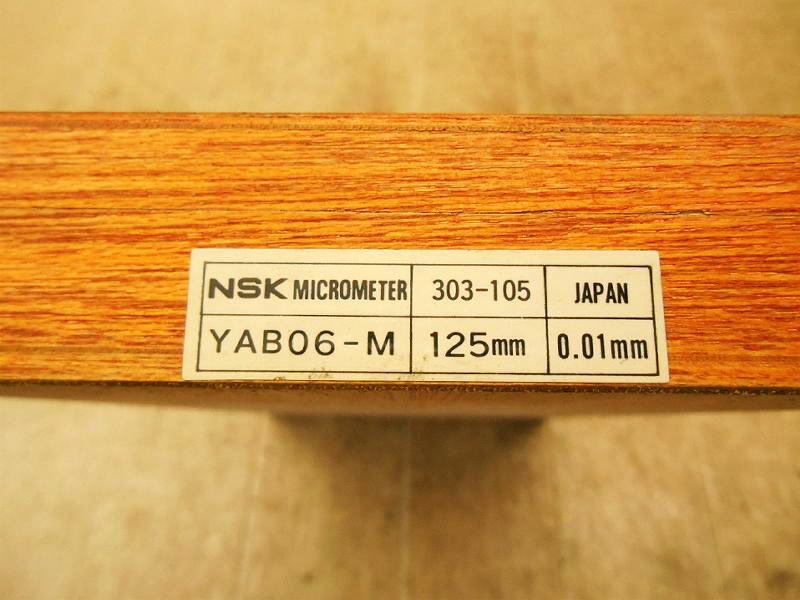 NSK MICROMETER 303-105 JAPAN
YAB06-M 125mm 0.01mm